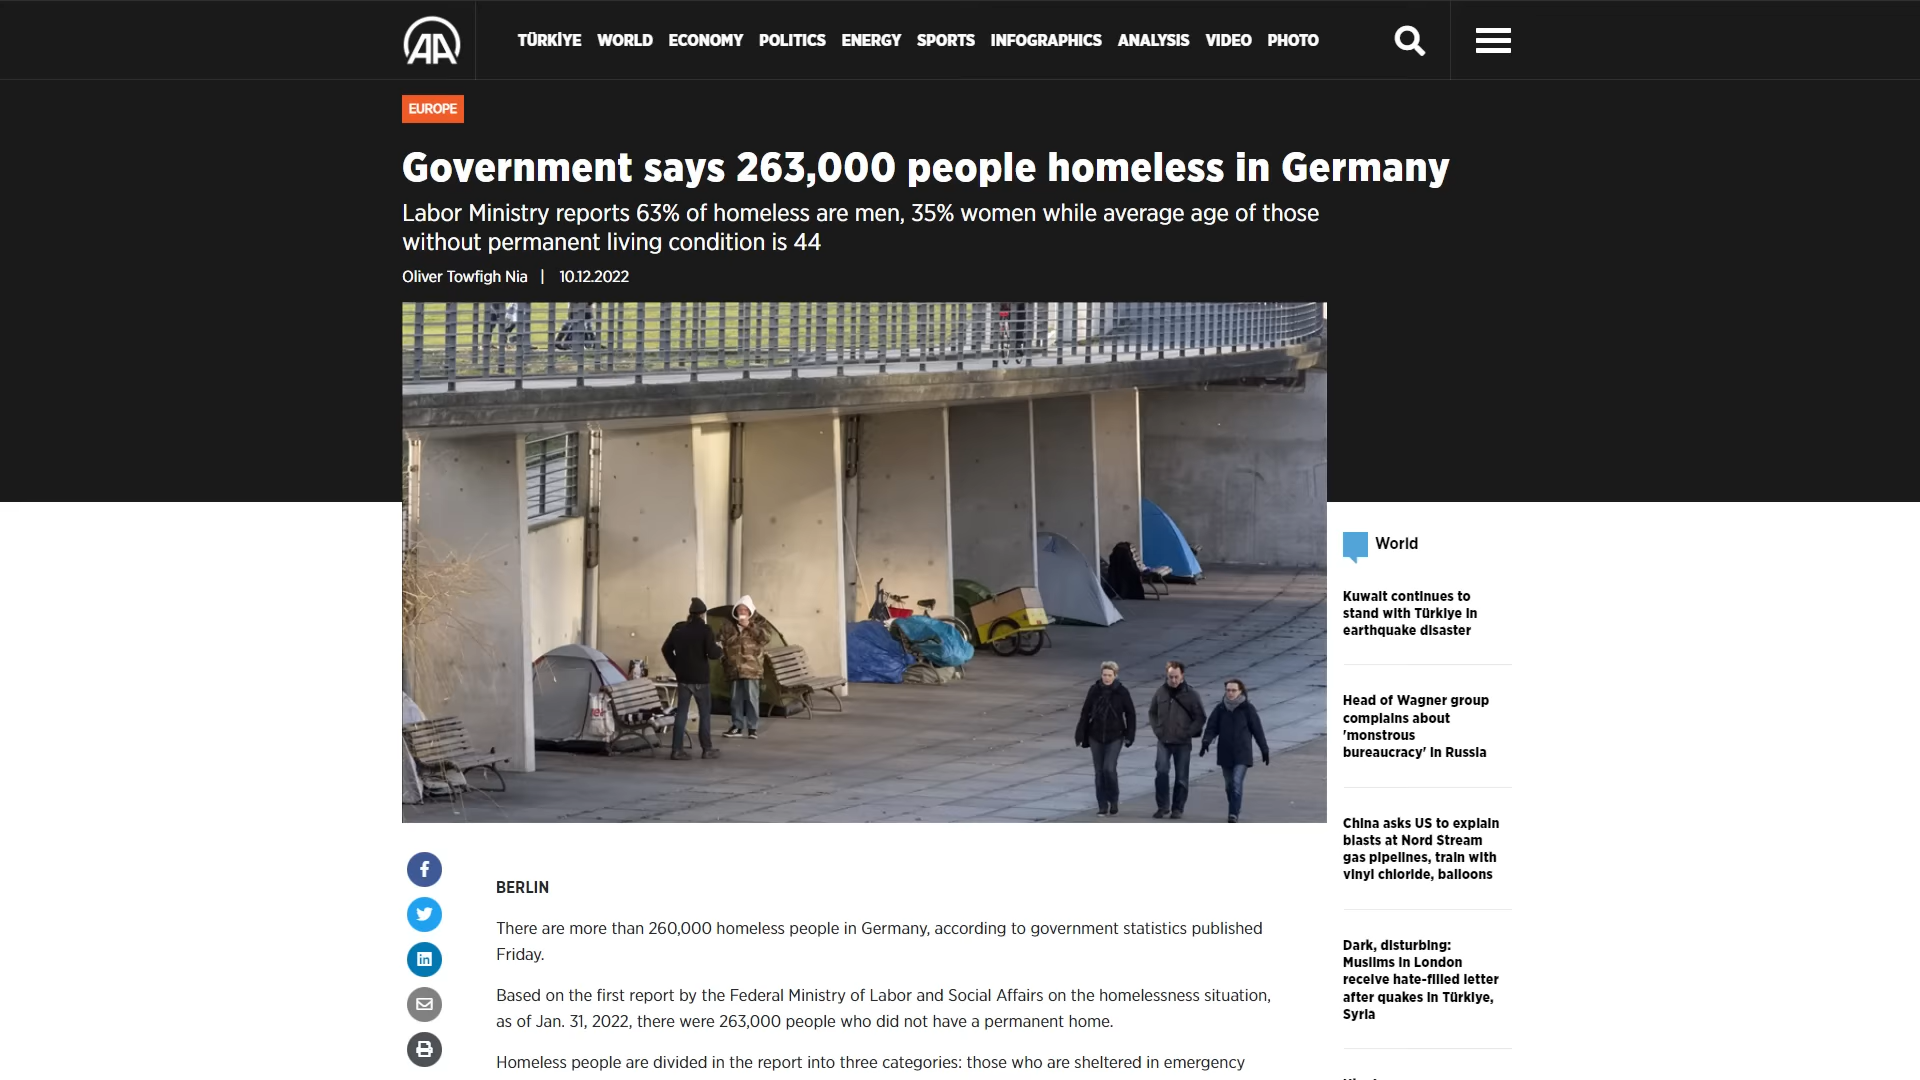 AA
TÜRKİYE WORLD ECONOMY POLITICS ENERGY SPORTS INFOGRAPHICS ANALYSIS VIDEO PHOTO
EUROPE
Government says 263,000 people homeless in Germany
Labor Ministry reports 63% of homeless are men, 35% women while average age of those
without permanent living condition is 44
Oliver Towfigh Nia | 10.12.2022
World
Kuwait continues to
stand with Türkiye in
earthquake disaster
Head of Wagner group
complains about
'monstrous
bureaucracy' in Russia
China asks US to explain
blasts at Nord Stream
gas pipelines, train with
vinyl chloride, balloons
Dark, disturbing:
Muslims in London
receive hate-filled letter
after quakes in Türkiye,
Syria
BERLIN
There are more than 260,000 homeless people in Germany, according to government statistics published
Friday.
Based on the first report by the Federal Ministry of Labor and Social Affairs on the homelessness situation,
as of Jan. 31, 2022, there were 263,000 people who did not have a permanent home.
Homeless people are divided in the report into three categories: those who are sheltered in emergency